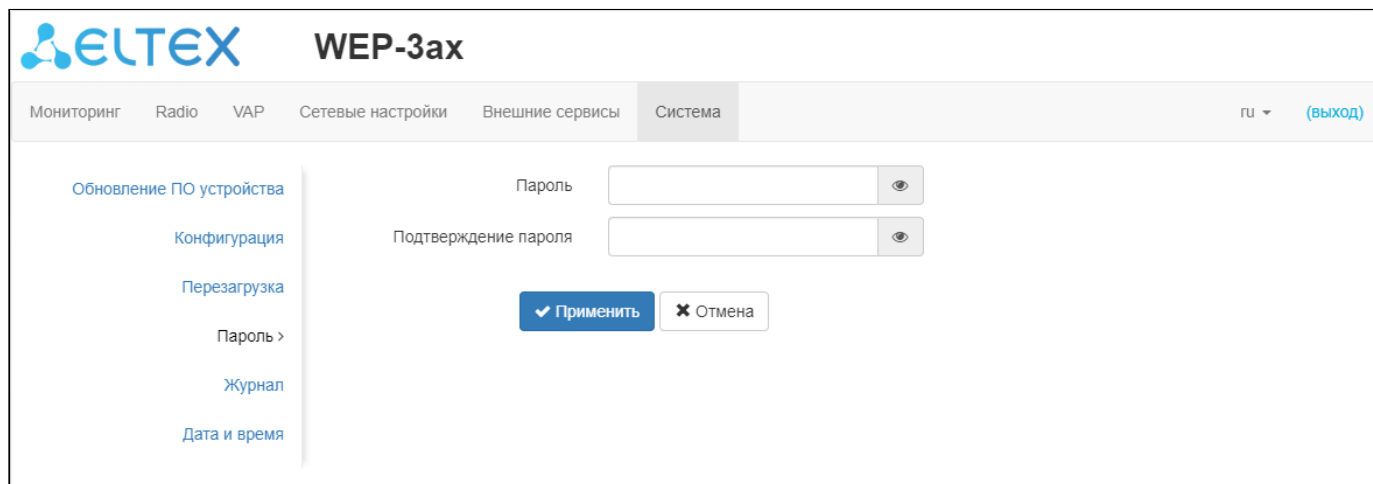 ELTEX WEP-3ax
Мониторинг Radio VAP Сетевые настройки Внешние сервисы Система ru (выход)
Обновление ПО устройства
Конфигурация
Перезагрузка
Пароль >
Журнал
Дата и время
Пароль
Подтверждение пароля
Применить Отмена